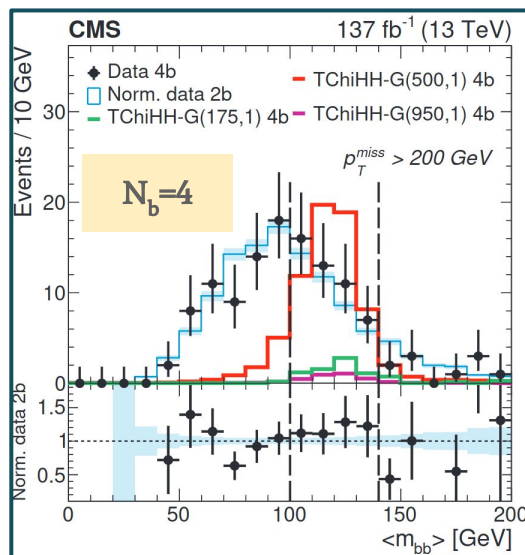 CMS 137 fb⁻¹ (13 TeV)
Data 4b
TChiHH-G(500,1) 4b
Norm. data 2b
TChiHH-G(175,1) 4b
TChiHH-G(950,1) 4b
p_T^miss > 200 GeV
N_b=4
Events / 10 GeV
30
20
10
0
Norm. data 2b
1.5
1
0.5
0 50 100 150 200
<m_bb> [GeV]